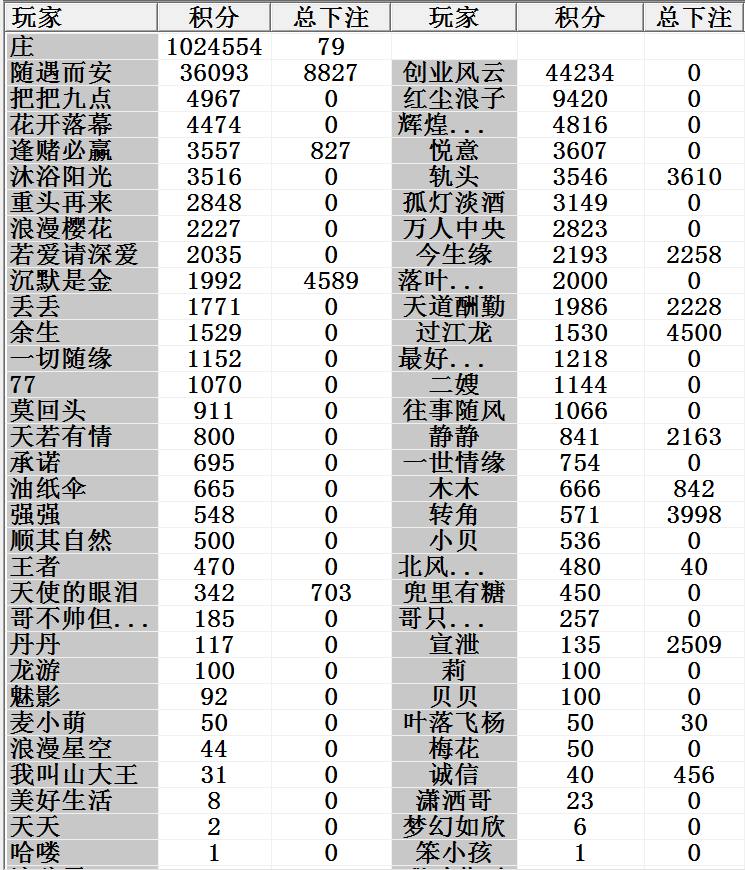 玩家 积分 总下注 玩家 积分 总下注
庄 1024554 79
随遇而安 36093 8827 创业风云 44234 0
把把九点 4967 0 红尘浪子 9420 0
花开落幕 4474 0 辉煌... 4816 0
逢赌必赢 3557 827 悦意 3607 0
沐浴阳光 3516 0 轨头 3546 3610
重头再来 2848 0 孤灯淡酒 3149 0
浪漫樱花 2227 0 万人中央 2823 0
若爱请深爱 2035 0 今生缘 2193 2258
沉默是金 1992 4589 落叶... 2000 0
丢丢 1771 0 天道酬勤 1986 2228
余生 1529 0 过江龙 1530 4500
一切随缘 1152 0 最好... 1218 0
77 1070 0 二嫂 1144 0
莫回头 911 0 往事随风 1066 0
天若有情 800 0 静静 841 2163
承诺 695 0 一世情缘 754 0
油纸伞 665 0 木木 666 842
强强 548 0 转角 571 3998
顺其自然 500 0 小贝 536 0
王者 470 0 北风... 480 40
天使的眼泪 342 703 兜里有糖 450 0
哥不帅但... 185 0 哥只... 257 0
丹丹 117 0 宣泄 135 2509
龙游 100 0 莉 100 0
魅影 92 0 贝贝 100 0
麦小萌 50 0 叶落飞杨 50 30
浪漫星空 44 0 梅花 50 0
我叫山大王 31 0 诚信 40 456
美好生活 8 0 潇洒哥 23 0
天天 2 0 梦幻如欣 6 0
哈喽 1 0 笨小孩 1 0